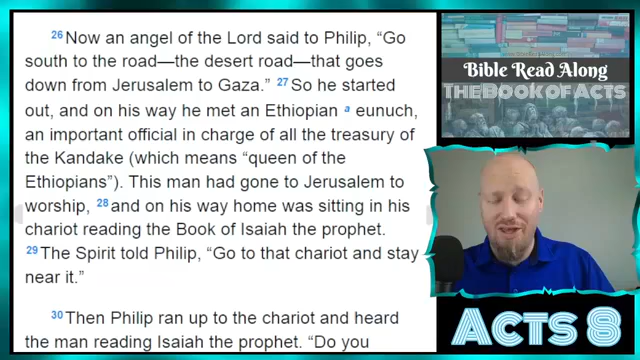 26 Now an angel of the Lord said to Philip, “Go
south to the road—the desert road—that goes
down from Jerusalem to Gaza.” 27 So he started
out, and on his way he met an Ethiopian a eunuch,
an important official in charge of all the treasury of
the Kandake (which means “queen of the
Ethiopians”). This man had gone to Jerusalem to
worship, 28 and on his way home was sitting in his
chariot reading the Book of Isaiah the prophet.
29 The Spirit told Philip, “Go to that chariot and stay
near it.”
30 Then Philip ran up to the chariot and heard
the man reading Isaiah the prophet. “Do you
Bible Read Along
The Book of Acts
Acts 8